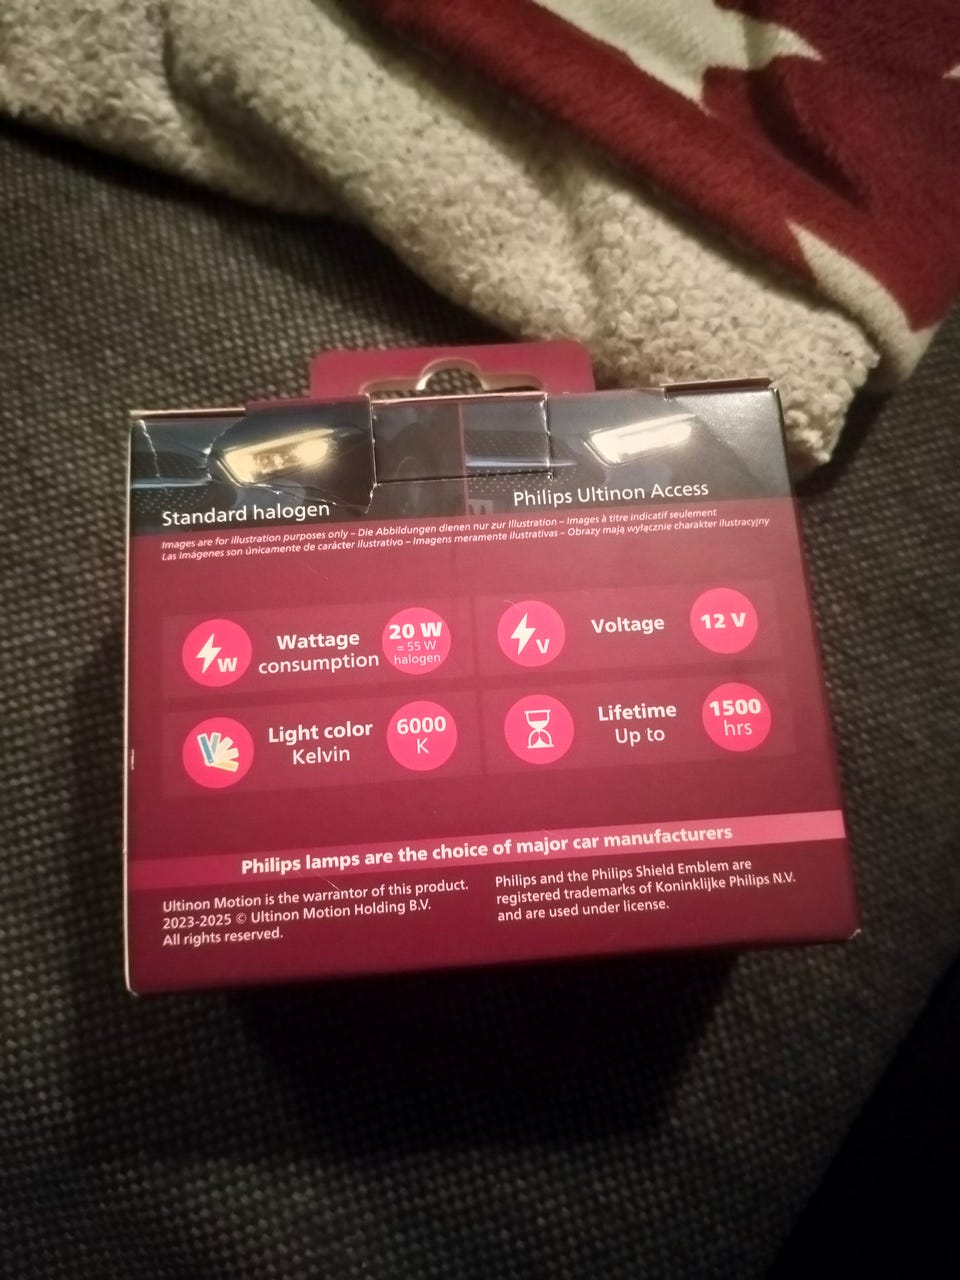 Standard halogen
Philips Ultinon Access
Images are for illustration purposes only – Die Abbildungen dienen nur zur Illustration – Images à titre indicatif seulement
Las imágenes son únicamente de carácter ilustrativo – Imagens meramente ilustrativas – Obrazy mają wyłącznie charakter ilustracyjny
W
Wattage
consumption
20 W
= 55 W
halogen
V
Voltage
12 V
Light color
Kelvin
6000
K
Lifetime
Up to
1500
hrs
Philips lamps are the choice of major car manufacturers
Ultinon Motion is the warrantor of this product.
2023-2025 © Ultinon Motion Holding B.V.
All rights reserved.
Philips and the Philips Shield Emblem are
registered trademarks of Koninklijke Philips N.V.
and are used under license.